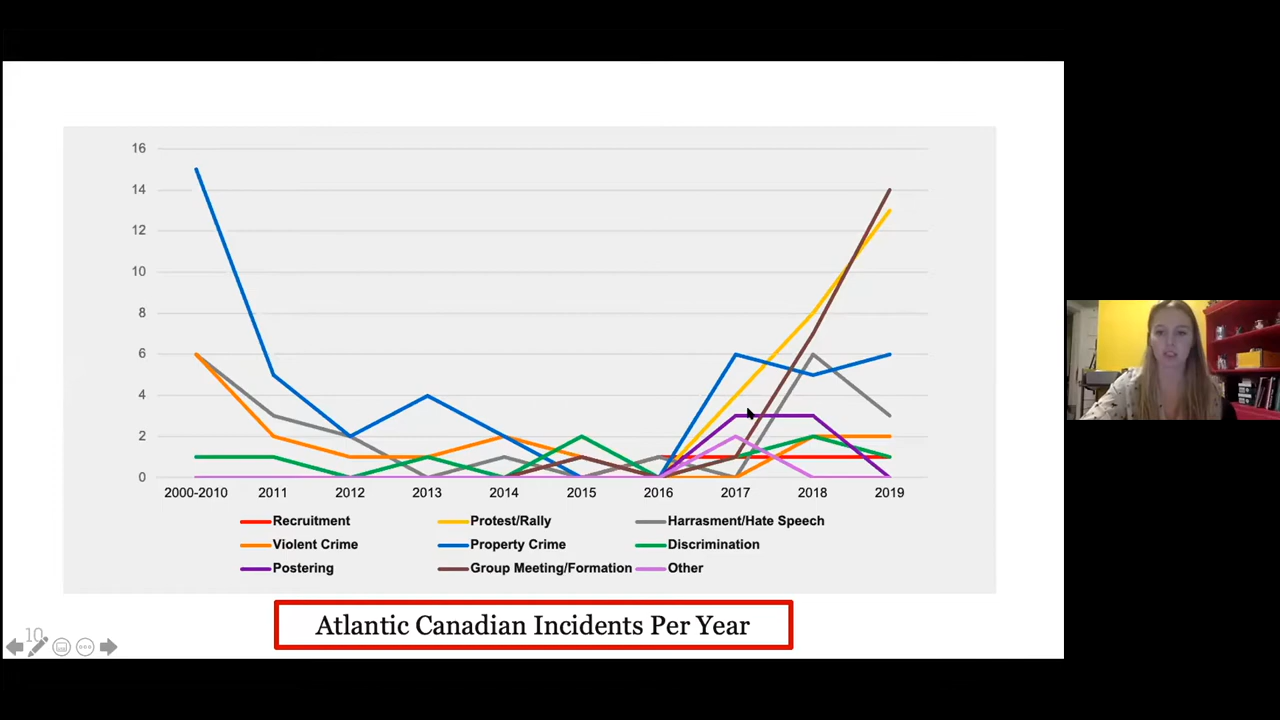 16
14
12
10
8
6
4
2
0
2000-2010 2011 2012 2013 2014 2015 2016 2017 2018 2019
Recruitment Protest/Rally Harrasment/Hate Speech
Violent Crime Property Crime Discrimination
Postering Group Meeting/Formation Other
Atlantic Canadian Incidents Per Year
10